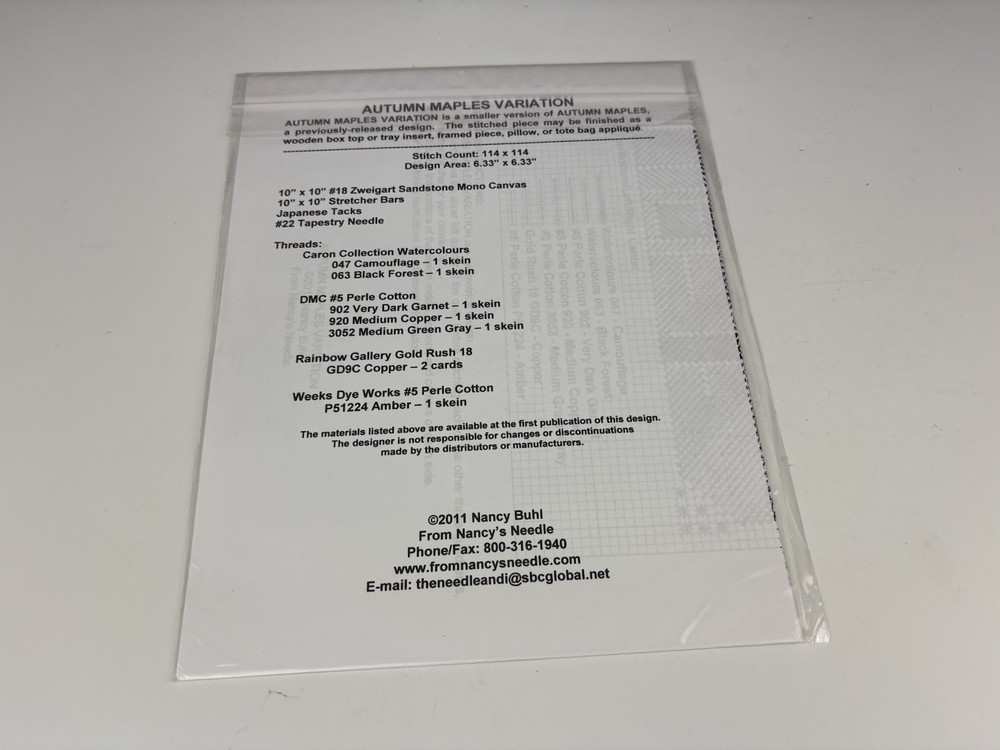 AUTUMN MAPLES VARIATION
AUTUMN MAPLES VARIATION is a smaller version of AUTUMN MAPLES,
a previously-released design. The stitched piece may be finished as a
wooden box top or tray insert, framed piece, pillow, or tote bag appliqué.
Stitch Count: 114 x 114
Design Area: 6.33" x 6.33"
10" x 10" #18 Zweigart Sandstone Mono Canvas
10" x 10" Stretcher Bars
Japanese Tacks
#22 Tapestry Needle
Threads:
Caron Collection Watercolours
047 Camouflage – 1 skein
063 Black Forest – 1 skein
DMC #5 Perle Cotton
902 Very Dark Garnet – 1 skein
920 Medium Copper – 1 skein
3052 Medium Green Gray – 1 skein
Rainbow Gallery Gold Rush 18
GD9C Copper – 2 cards
Weeks Dye Works #5 Perle Cotton
P51224 Amber – 1 skein
The materials listed above are available at the first publication of this design.
The designer is not responsible for changes or discontinuations
made by the distributors or manufacturers.
©2011 Nancy Buhl
From Nancy's Needle
Phone/Fax: 800-316-1940
www.fromnancysneedle.com
E-mail: theneedleandi@sbcglobal.net